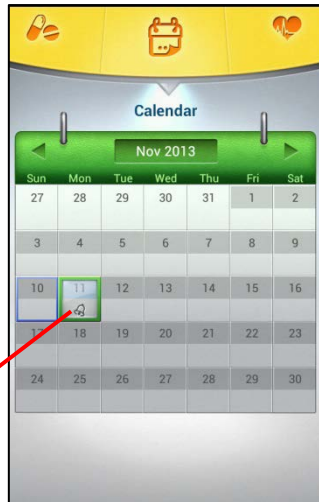 Calendar
Nov 2013
Sun Mon Tue Wed Thu Fri Sat
27 28 29 30 31 1 2
3 4 5 6 7 8 9
10 11 12 13 14 15 16
17 18 19 20 21 22 23
24 25 26 27 28 29 30